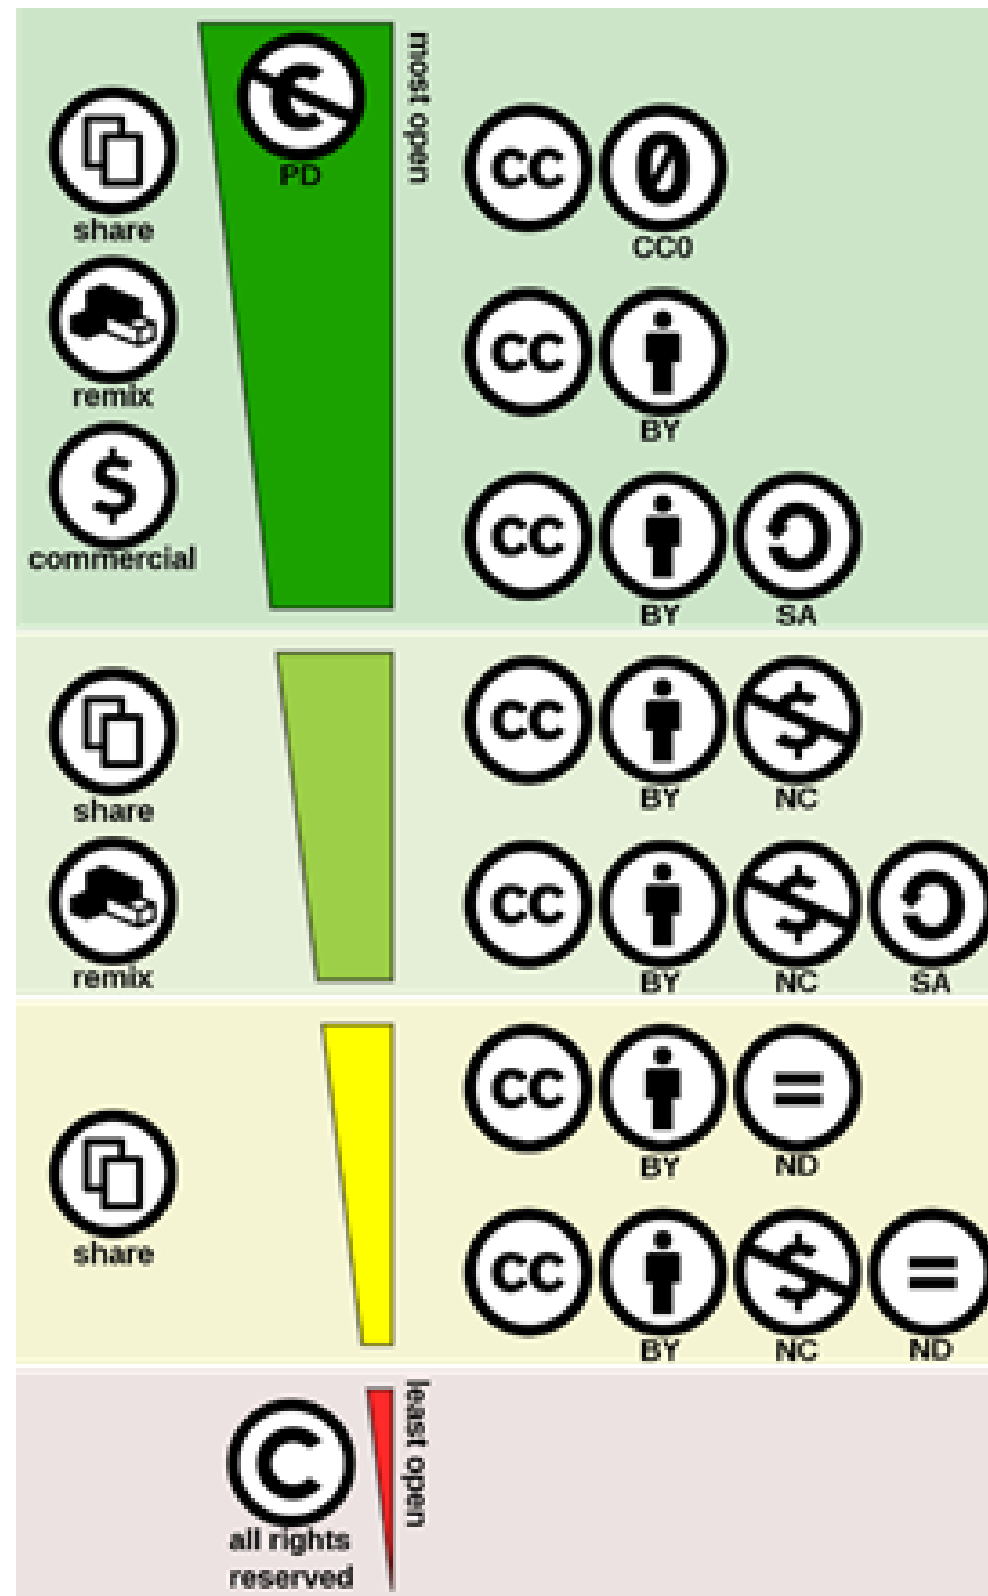 most open
PD
share
remix
$
commercial
CC 0
CC0
CC
BY
CC
BY SA
share
remix
CC $
BY NC
CC $
BY NC SA
share
CC =
BY ND
CC $ =
BY NC ND
least open
C
all rights
reserved